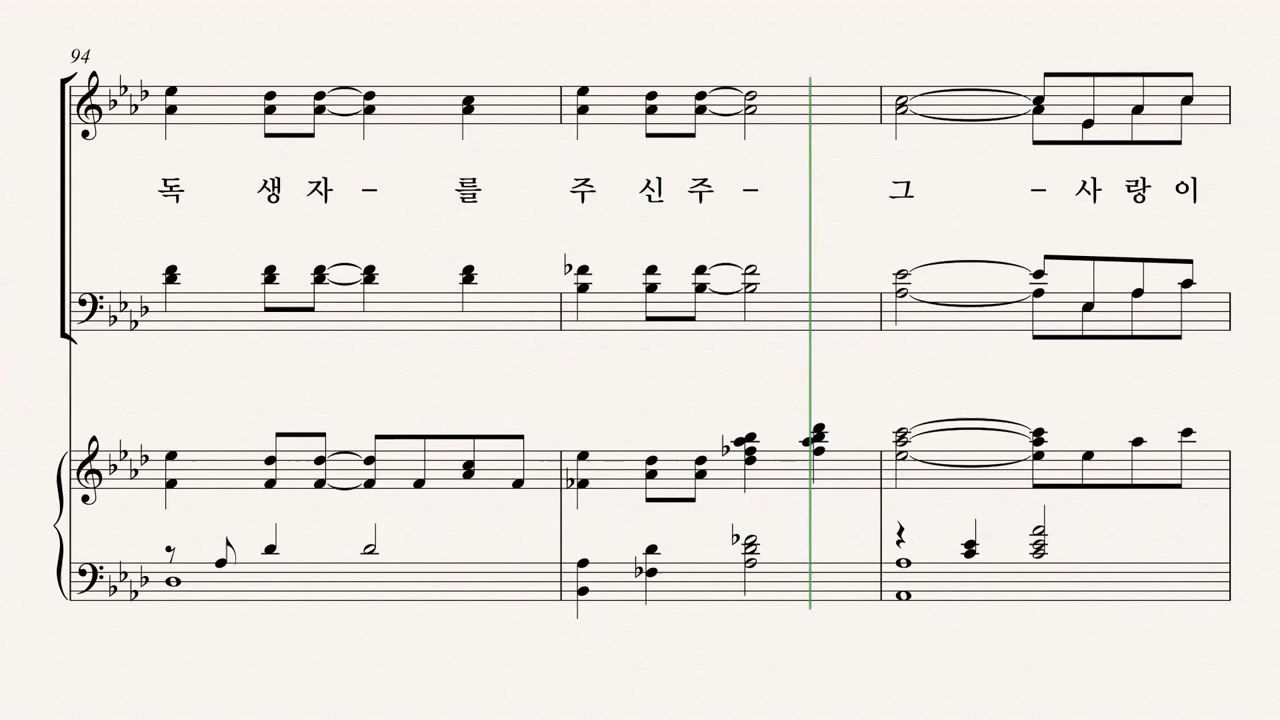 94
독 생 자 – 를 주 신 주 – 그 – 사 랑 이